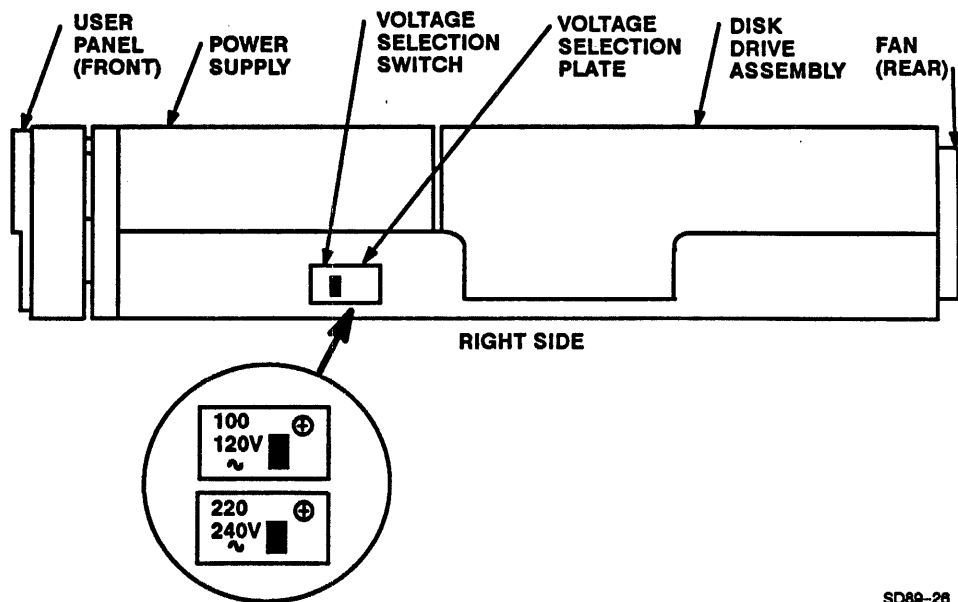 USER
PANEL
(FRONT)
POWER
SUPPLY
VOLTAGE
SELECTION
SWITCH
VOLTAGE
SELECTION
PLATE
DISK
DRIVE
ASSEMBLY
FAN
(REAR)
RIGHT SIDE
100
120V
~
220
240V
~
SD89-26